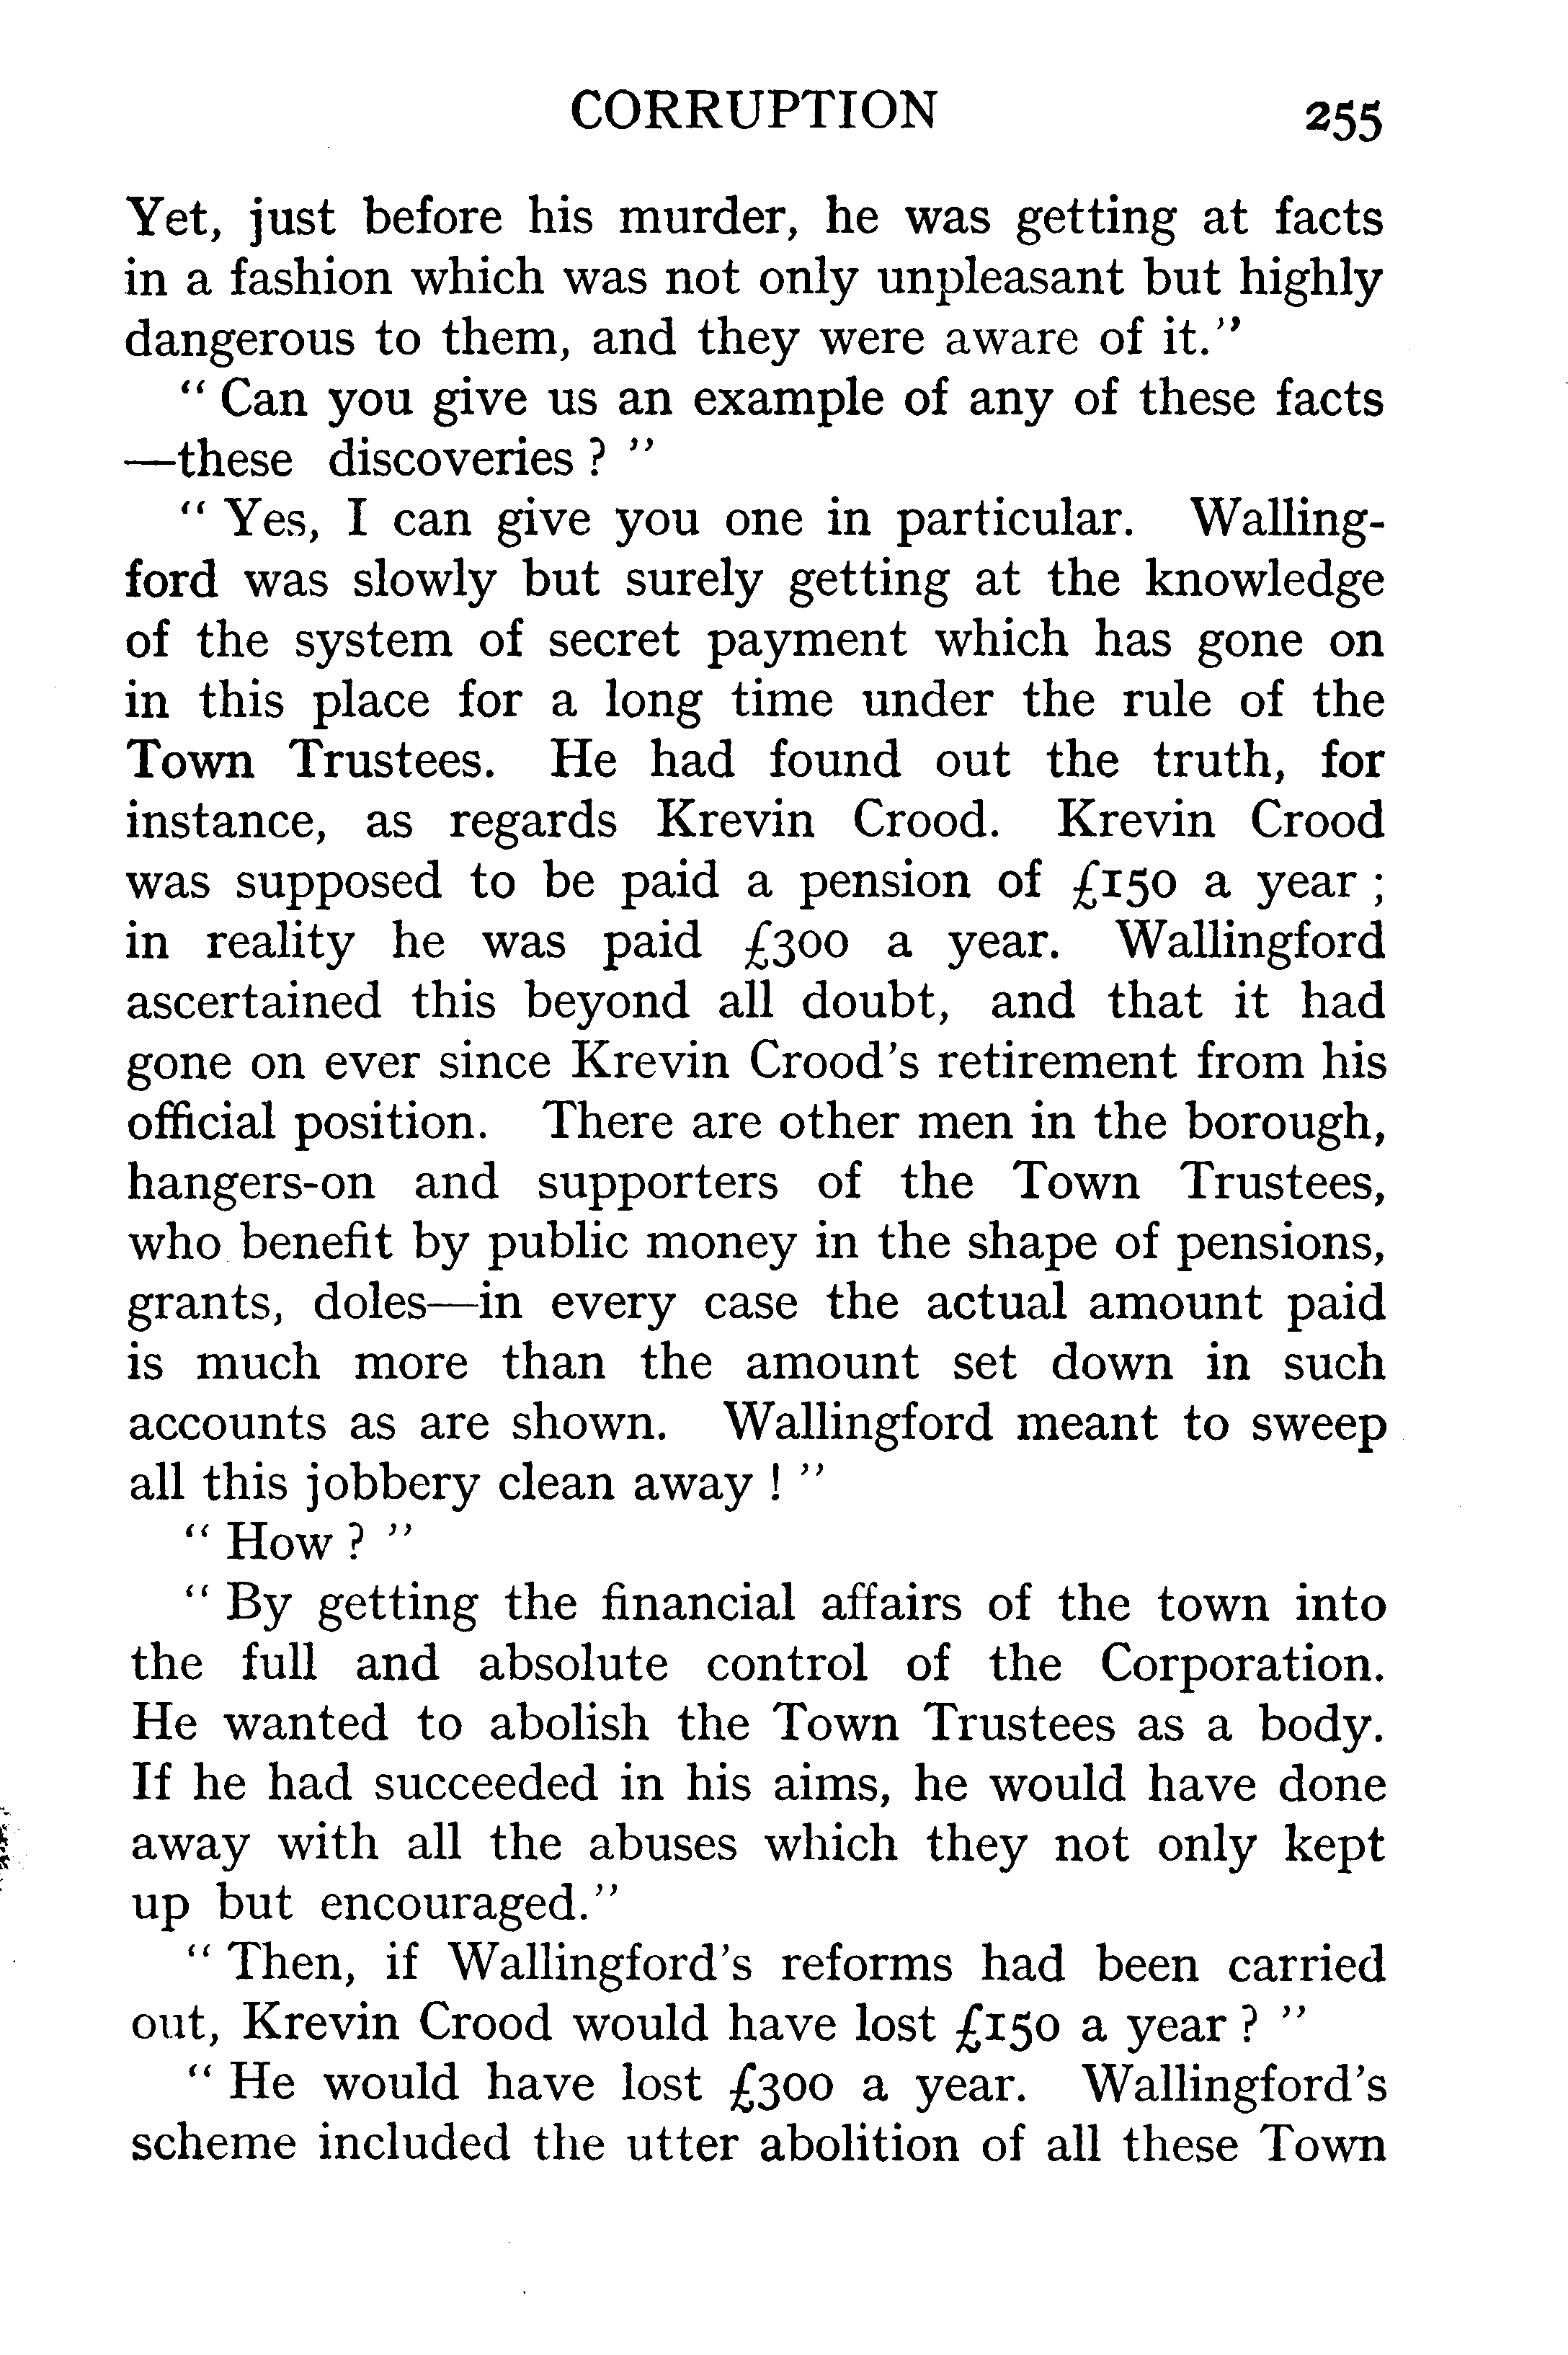 CORRUPTION 255
Yet, just before his murder, he was getting at facts
in a fashion which was not only unpleasant but highly
dangerous to them, and they were aware of it.”
“ Can you give us an example of any of these facts
—these discoveries ? ”
“ Yes, I can give you one in particular. Walling-
ford was slowly but surely getting at the knowledge
of the system of secret payment which has gone on
in this place for a long time under the rule of the
Town Trustees. He had found out the truth, for
instance, as regards Krevin Crood. Krevin Crood
was supposed to be paid a pension of £150 a year ;
in reality he was paid £300 a year. Wallingford
ascertained this beyond all doubt, and that it had
gone on ever since Krevin Crood’s retirement from his
official position. There are other men in the borough,
hangers-on and supporters of the Town Trustees,
who benefit by public money in the shape of pensions,
grants, doles—in every case the actual amount paid
is much more than the amount set down in such
accounts as are shown. Wallingford meant to sweep
all this jobbery clean away ! ”
“ How ? ”
“ By getting the financial affairs of the town into
the full and absolute control of the Corporation.
He wanted to abolish the Town Trustees as a body.
If he had succeeded in his aims, he would have done
away with all the abuses which they not only kept
up but encouraged.”
“ Then, if Wallingford’s reforms had been carried
out, Krevin Crood would have lost £150 a year ? ”
“ He would have lost £300 a year. Wallingford’s
scheme included the utter abolition of all these Town